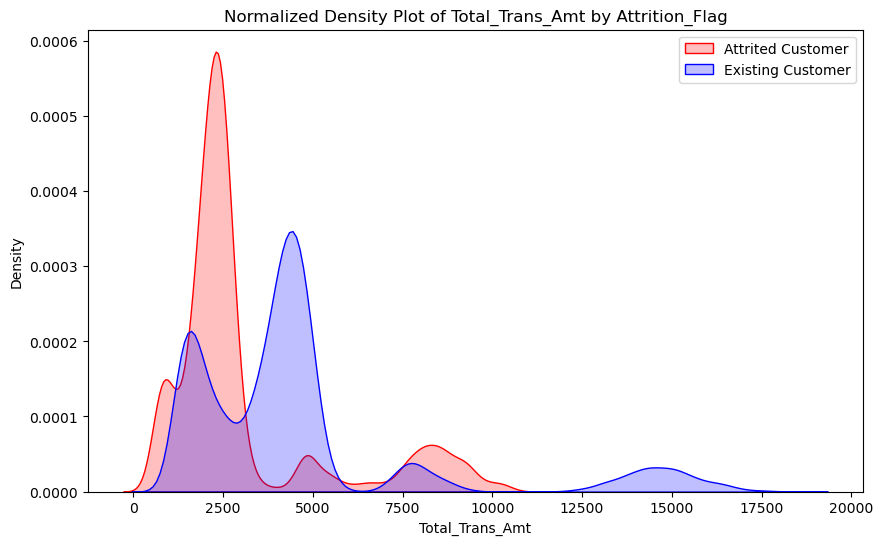 Normalized Density Plot of Total_Trans_Amt by Attrition_Flag
Attrited Customer
Existing Customer
0.0006
0.0005
0.0004
0.0003
0.0002
0.0001
0.0000
Density
0 2500 5000 7500 10000 12500 15000 17500 20000
Total_Trans_Amt